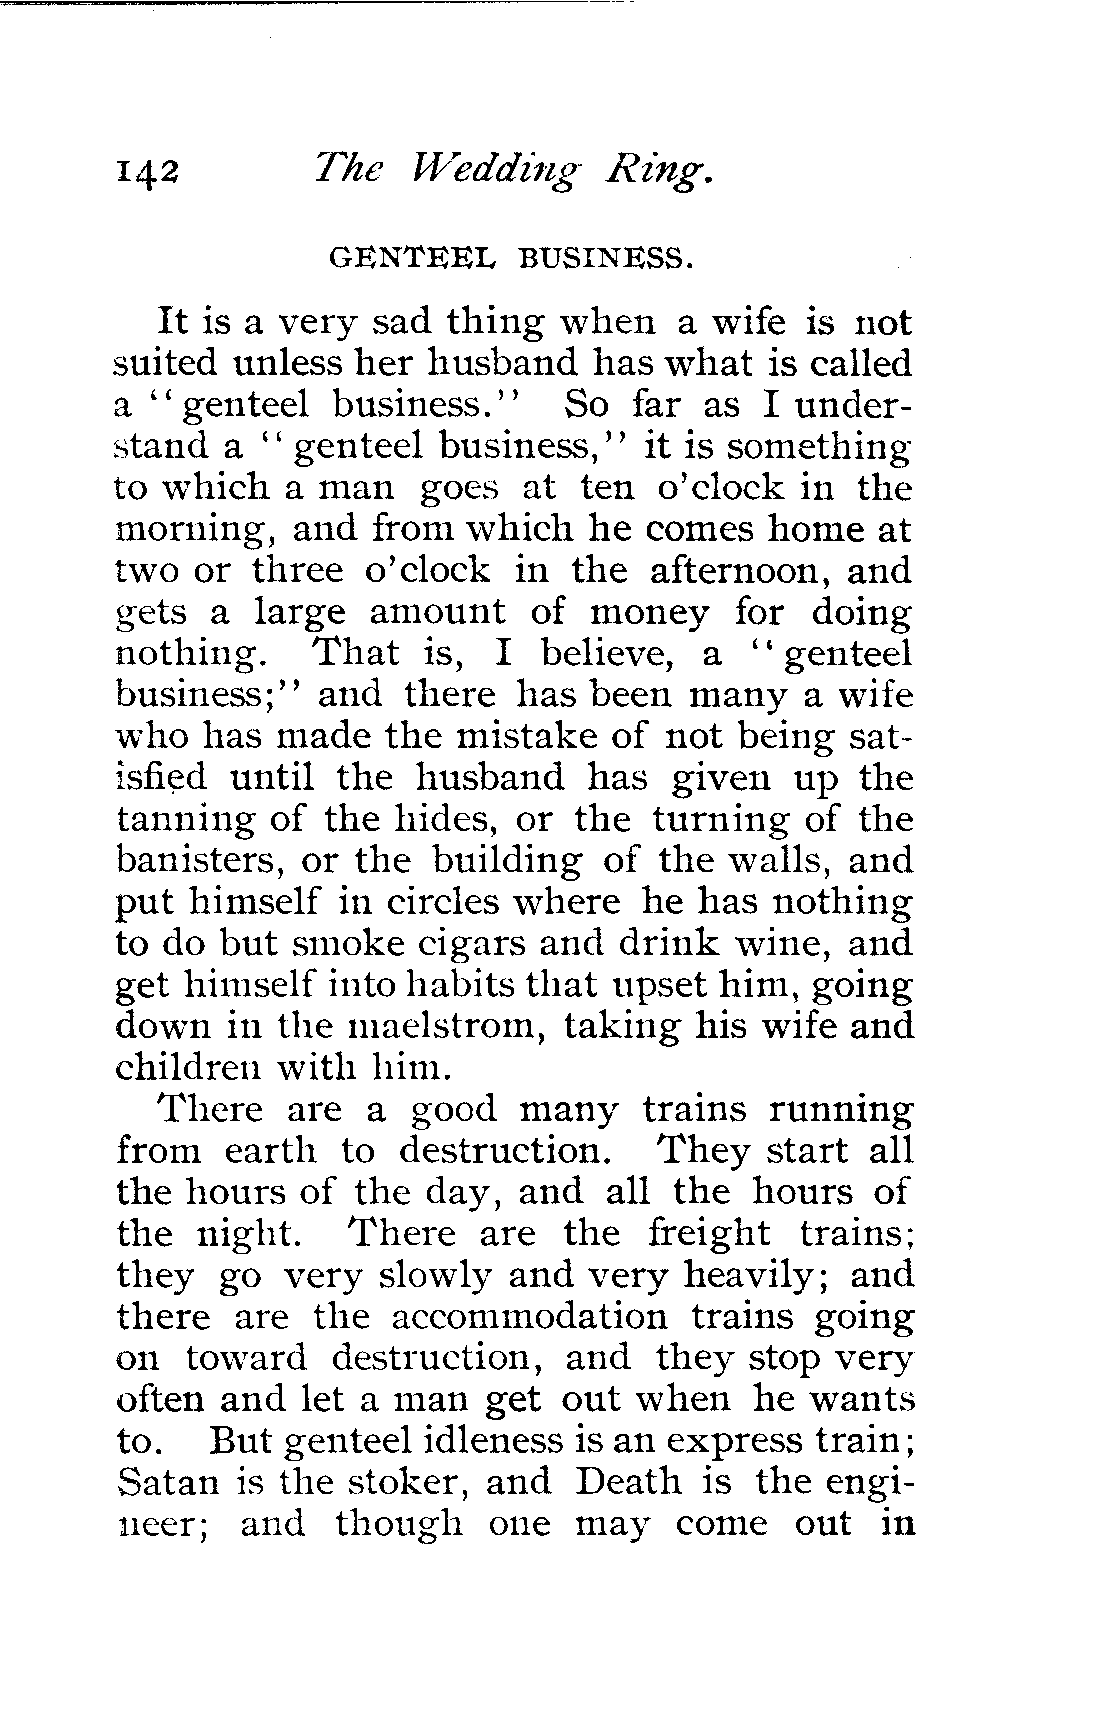 142 The Wedding Ring.
GENTEEL BUSINESS.
It is a very sad thing when a wife is not
suited unless her husband has what is called
a "genteel business." So far as I under-
stand a "genteel business," it is something
to which a man goes at ten o'clock in the
morning, and from which he comes home at
two or three o'clock in the afternoon, and
gets a large amount of money for doing
nothing. That is, I believe, a "genteel
business;" and there has been many a wife
who has made the mistake of not being sat-
isfied until the husband has given up the
tanning of the hides, or the turning of the
banisters, or the building of the walls, and
put himself in circles where he has nothing
to do but smoke cigars and drink wine, and
get himself into habits that upset him, going
down in the maelstrom, taking his wife and
children with him.
There are a good many trains running
from earth to destruction. They start all
the hours of the day, and all the hours of
the night. There are the freight trains;
they go very slowly and very heavily; and
there are the accommodation trains going
on toward destruction, and they stop very
often and let a man get out when he wants
to. But genteel idleness is an express train;
Satan is the stoker, and Death is the engi-
neer; and though one may come out in